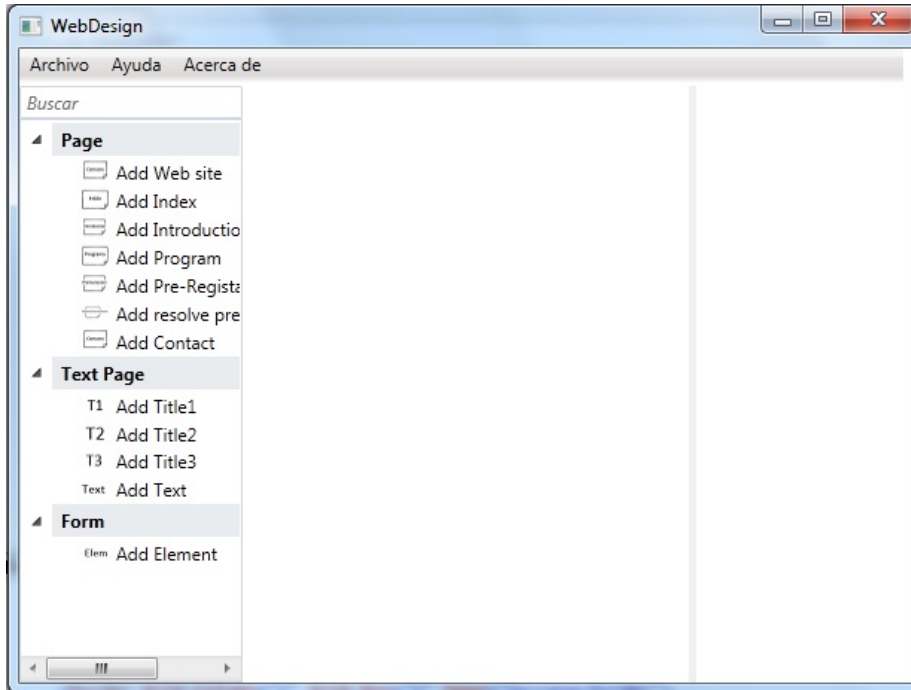 WebDesign
Archivo Ayuda Acerca de
Buscar
Page
Add Web site
Add Index
Add Introductio
Add Program
Add Pre-Regista
Add resolve pre
Add Contact
Text Page
T1 Add Title1
T2 Add Title2
T3 Add Title3
Text Add Text
Form
Elem Add Element